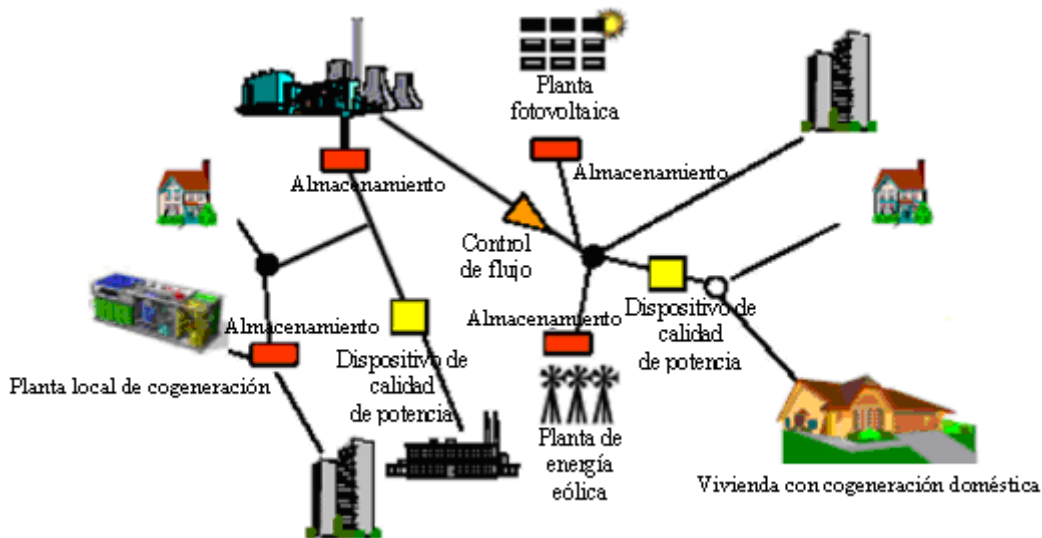 Planta
fotovoltaica
Almacenamiento
Almacenamiento
Control
de flujo
Almacenamiento
Almacenamiento
Dispositivo de
calidad
de potencia
Dispositivo de
calidad
de potencia
Planta local de cogeneración
Planta de
energía
eólica
Vivienda con cogeneración doméstica